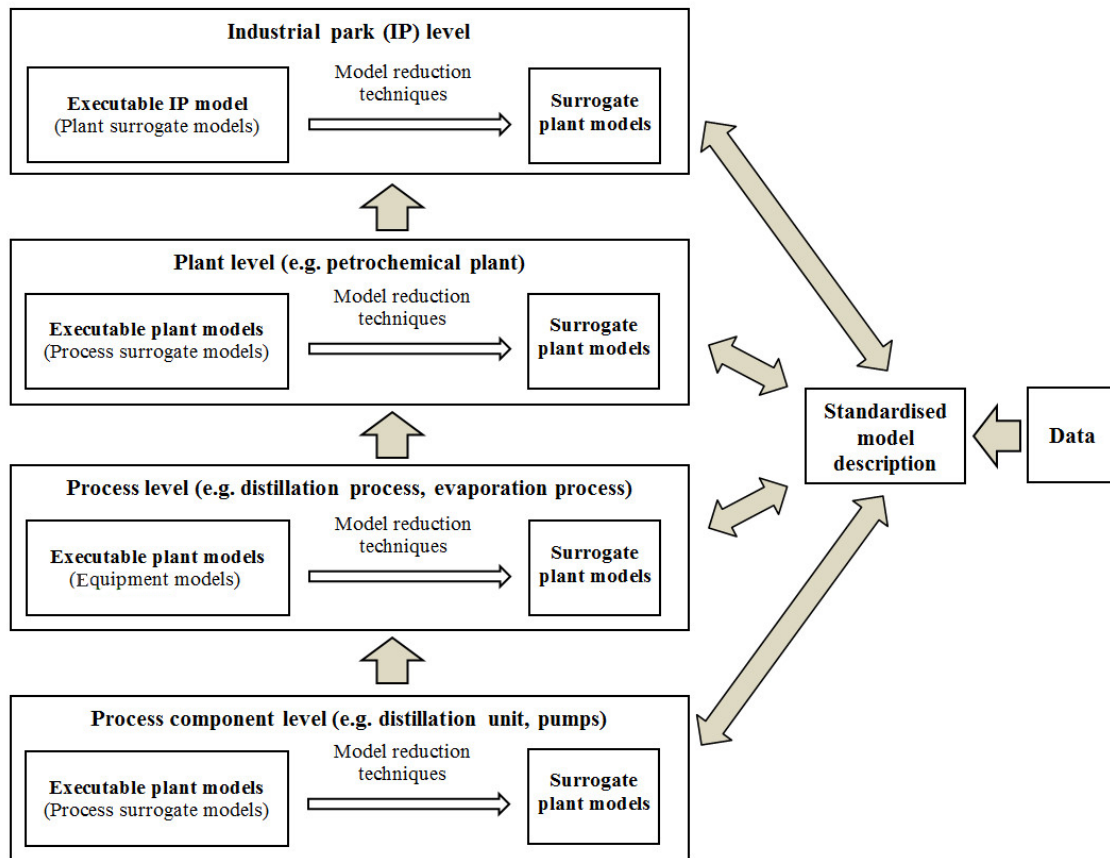 Industrial park (IP) level
Model reduction
techniques
Executable IP model
(Plant surrogate models)
Surrogate
plant models
Plant level (e.g. petrochemical plant)
Model reduction
techniques
Executable plant models
(Process surrogate models)
Surrogate
plant models
Standardised
model
description
Data
Process level (e.g. distillation process, evaporation process)
Model reduction
techniques
Executable plant models
(Equipment models)
Surrogate
plant models
Process component level (e.g. distillation unit, pumps)
Model reduction
techniques
Executable plant models
(Process surrogate models)
Surrogate
plant models